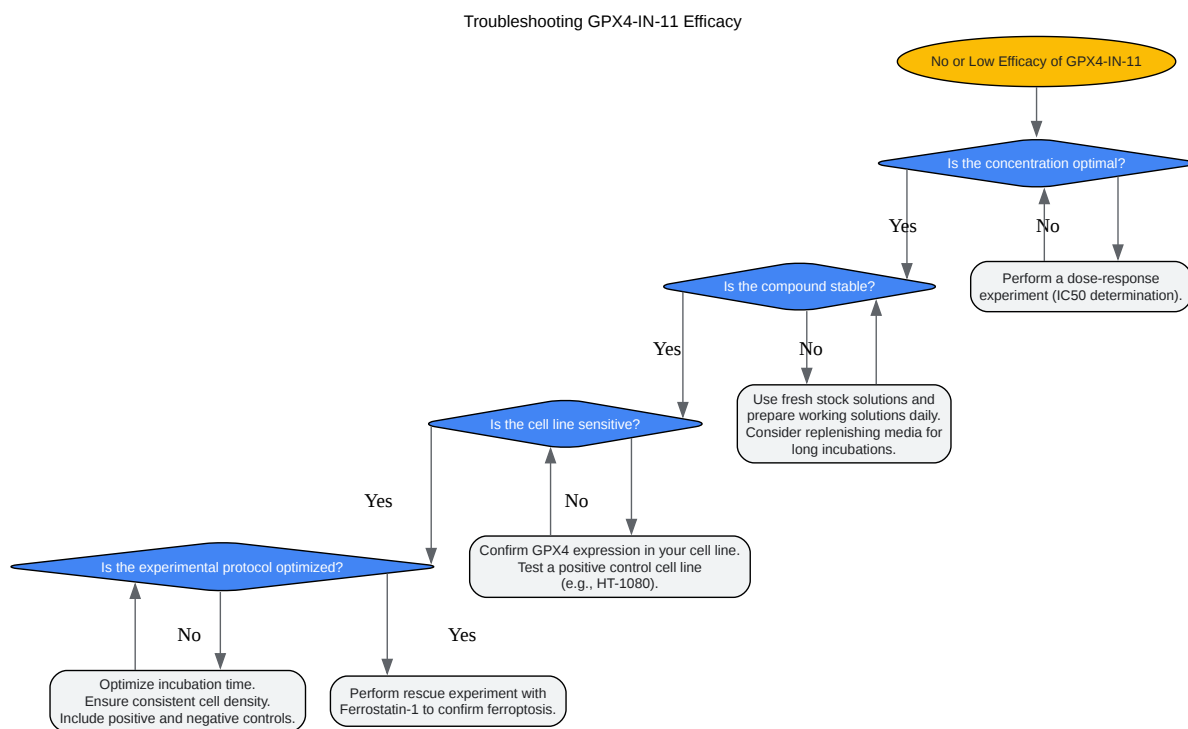 Troubleshooting GPX4-IN-11 Efficacy
No or Low Efficacy of GPX4-IN-11
Is the concentration optimal?
Yes
No
Perform a dose-response
experiment (IC50 determination).
Is the compound stable?
Yes
No
Use fresh stock solutions and
prepare working solutions daily.
Consider replenishing media for
long incubations.
Is the cell line sensitive?
Yes
No
Confirm GPX4 expression in your cell line.
Test a positive control cell line
(e.g., HT-1080).
Is the experimental protocol optimized?
No
Yes
Optimize incubation time.
Ensure consistent cell density.
Include positive and negative controls.
Perform rescue experiment with
Ferrostatin-1 to confirm ferroptosis.